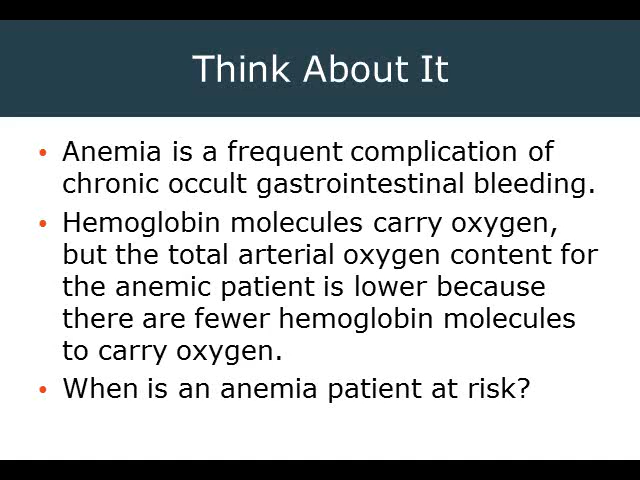 Think About It
• Anemia is a frequent complication of
chronic occult gastrointestinal bleeding.
• Hemoglobin molecules carry oxygen,
but the total arterial oxygen content for
the anemic patient is lower because
there are fewer hemoglobin molecules
to carry oxygen.
• When is an anemia patient at risk?